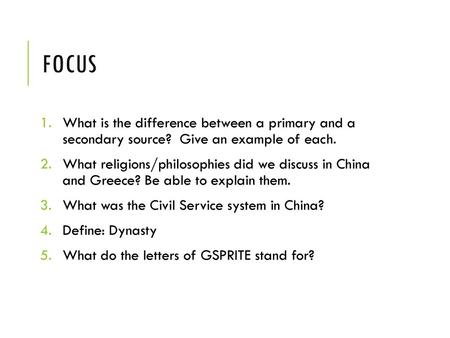 FOCUS
1. What is the difference between a primary and a
secondary source? Give an example of each.
2. What religions/philosophies did we discuss in China
and Greece? Be able to explain them.
3. What was the Civil Service system in China?
4. Define: Dynasty
5. What do the letters of GSPRITE stand for?